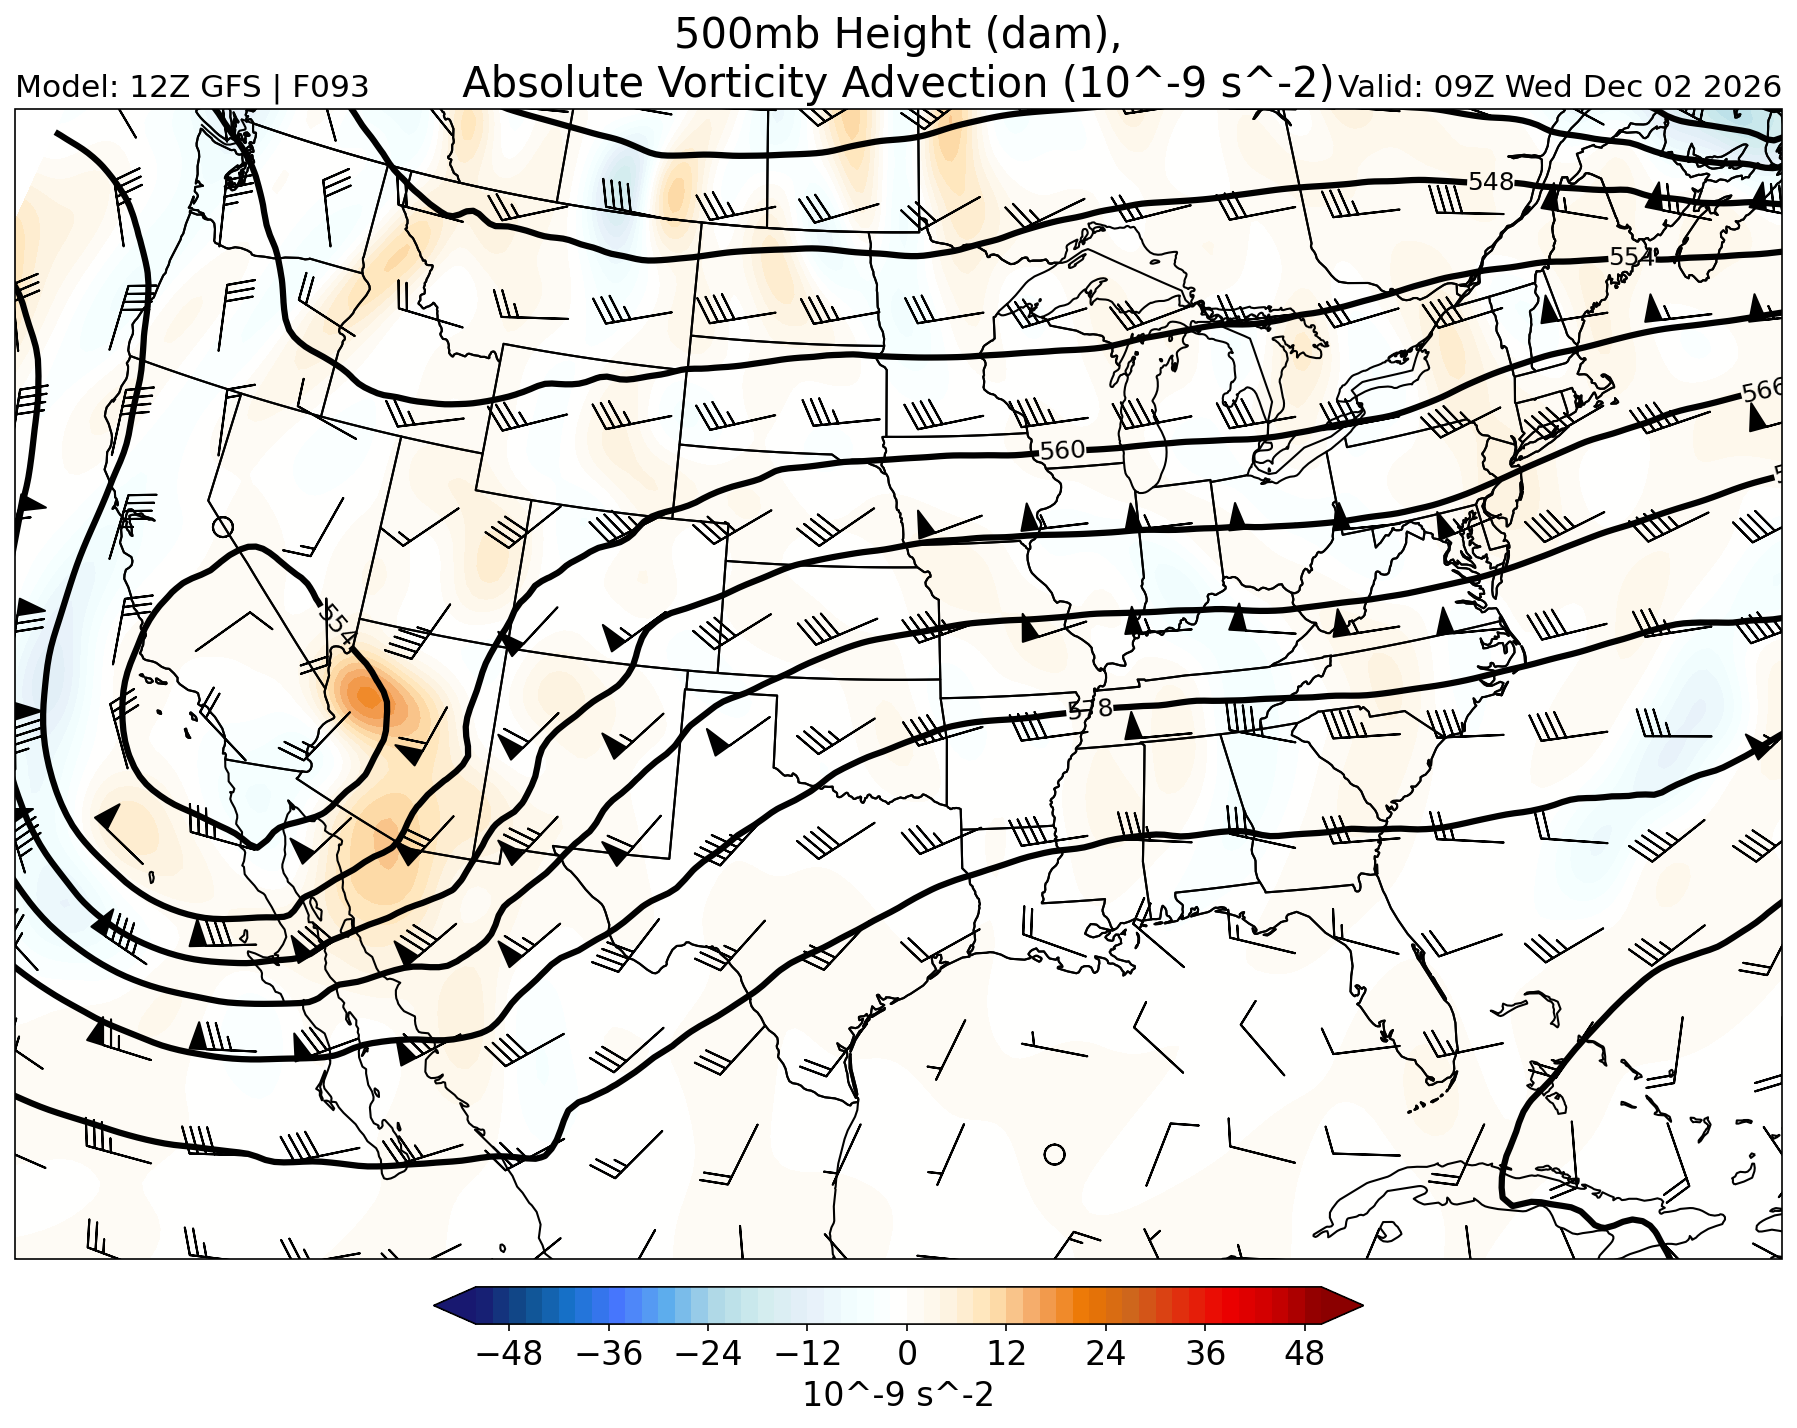 500mb Height (dam),
Model: 12Z GFS | F093
Absolute Vorticity Advection (10^-9 s^-2)
Valid: 09Z Wed Dec 02 2026
548
554
566
560
554
578
−48 −36 −24 −12 0 12 24 36 48
10^-9 s^-2